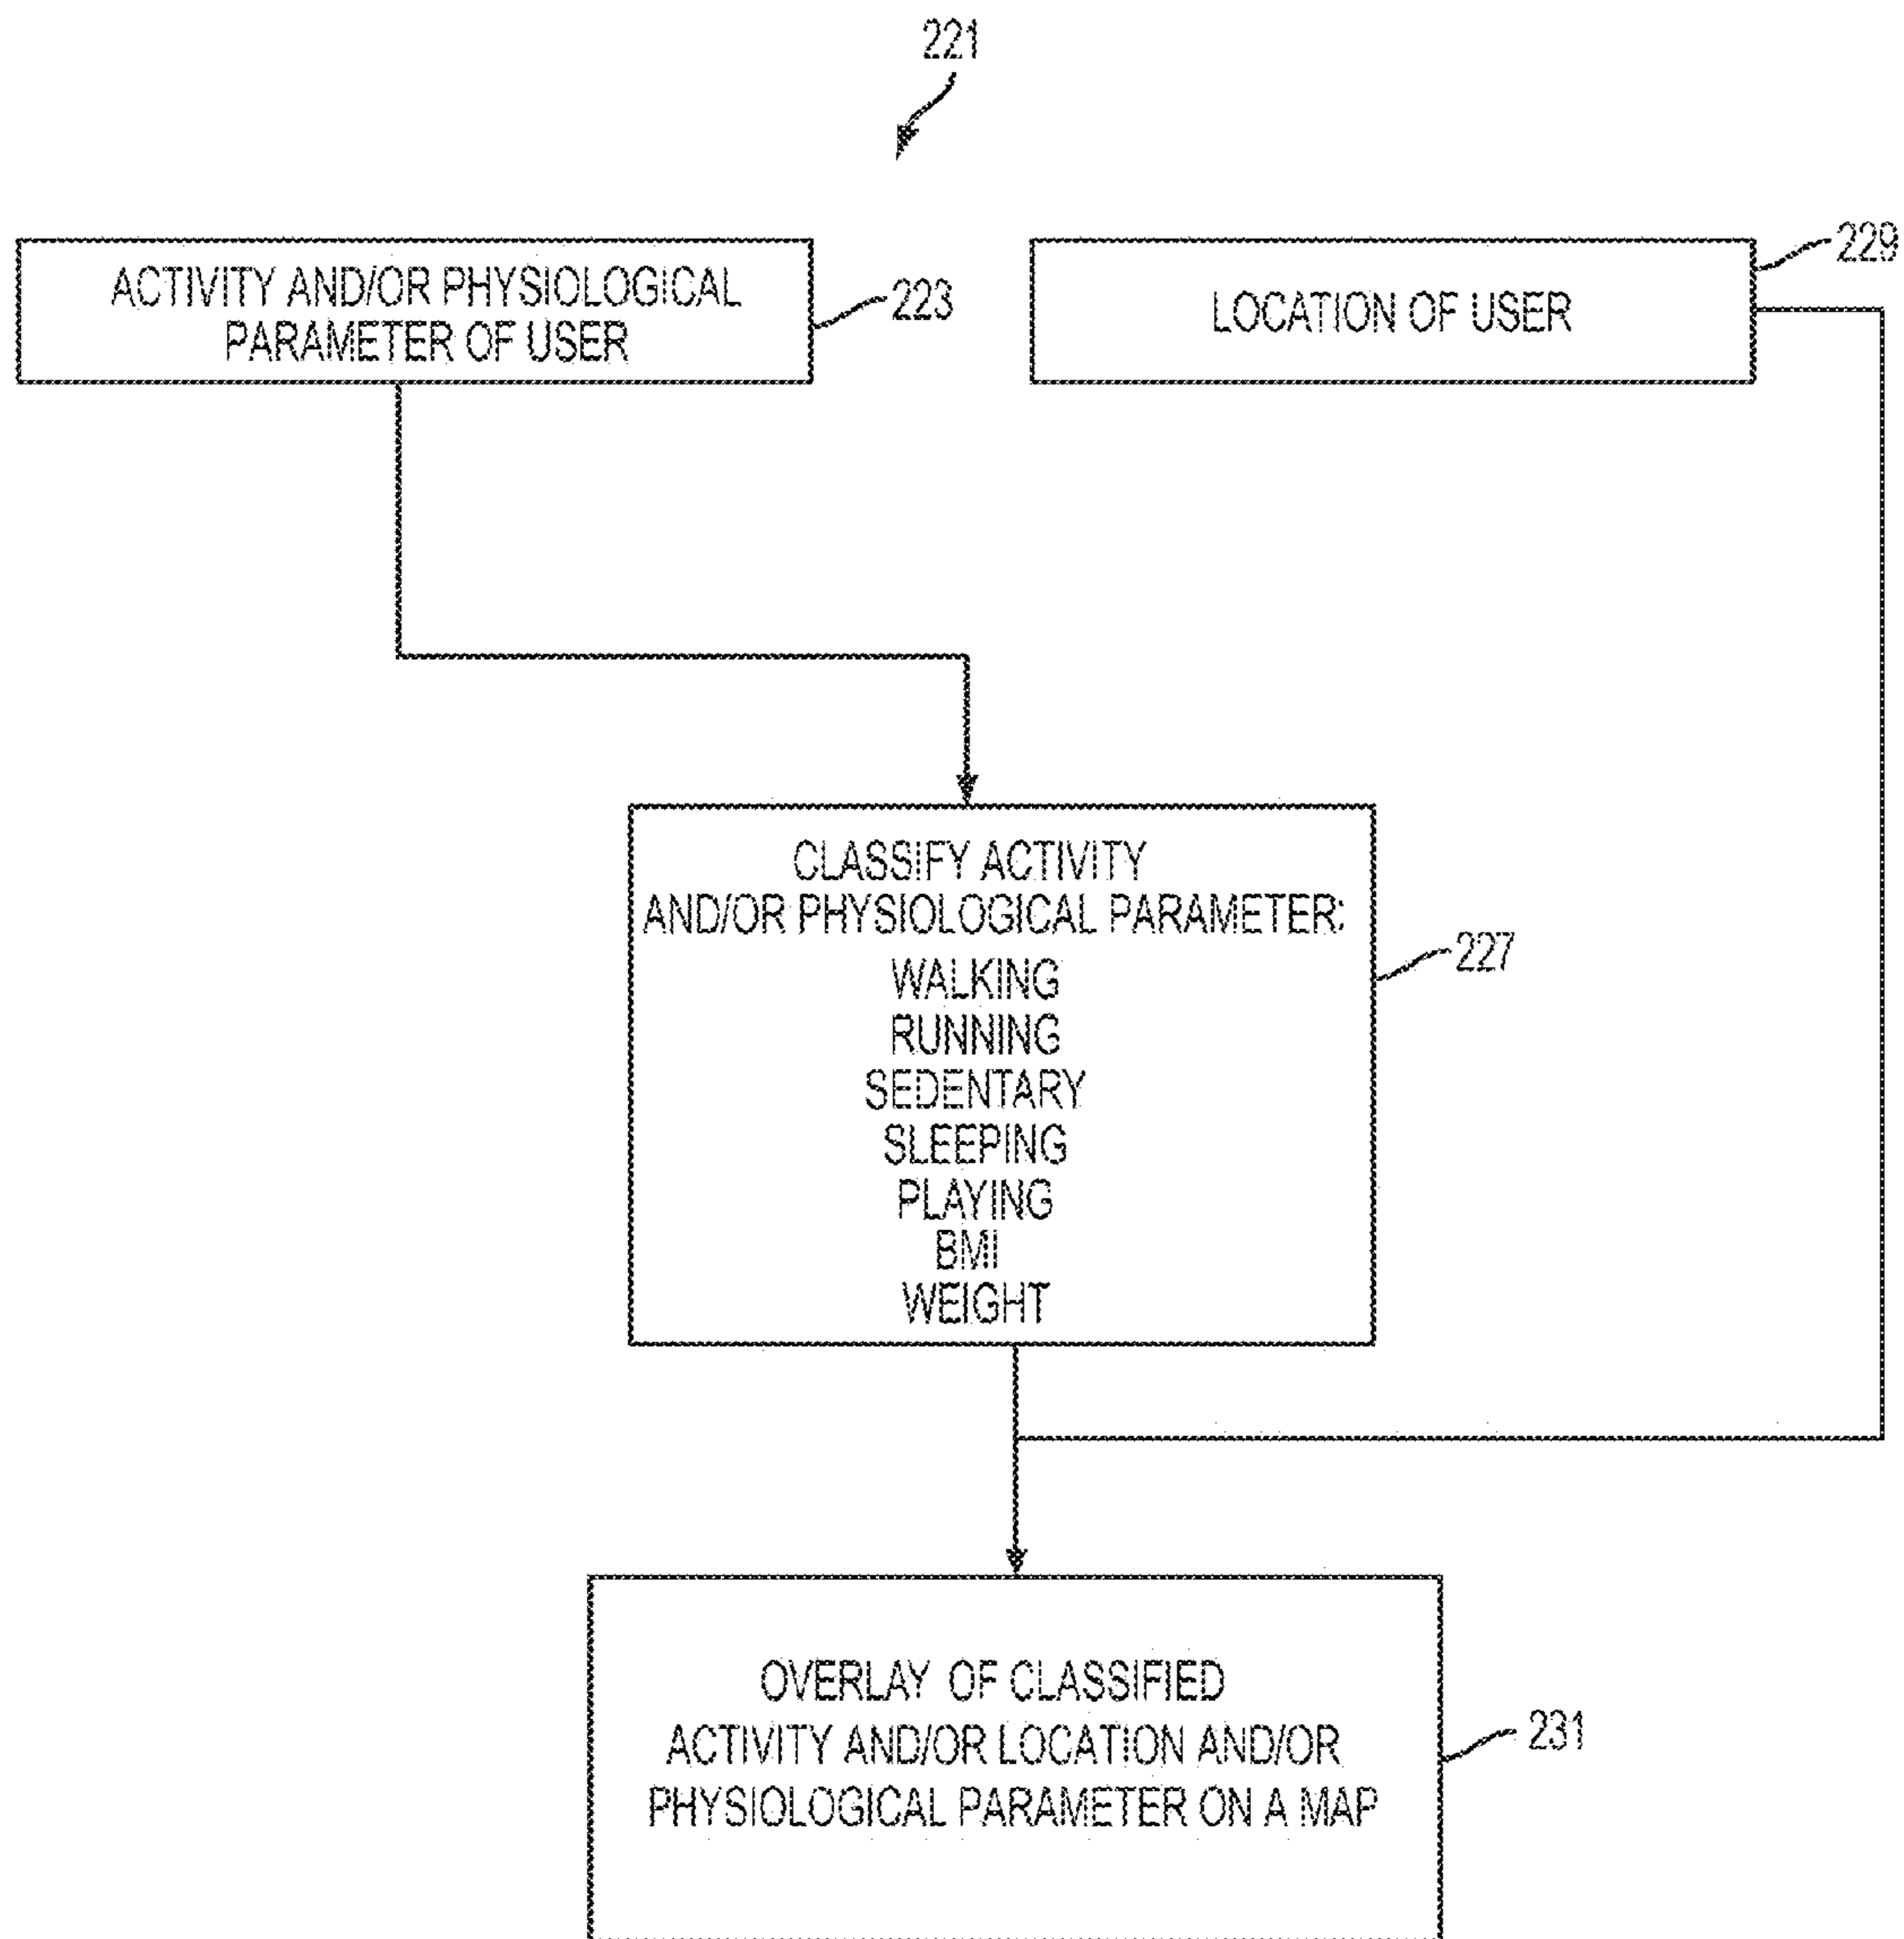 221
ACTIVITY AND/OR PHYSIOLOGICAL
PARAMETER OF USER
223
LOCATION OF USER
229
CLASSIFY ACTIVITY
AND/OR PHYSIOLOGICAL PARAMETER:
WALKING
RUNNING
SEDENTARY
SLEEPING
PLAYING
BMI
WEIGHT
227
OVERLAY OF CLASSIFIED
ACTIVITY AND/OR LOCATION AND/OR
PHYSIOLOGICAL PARAMETER ON A MAP
231